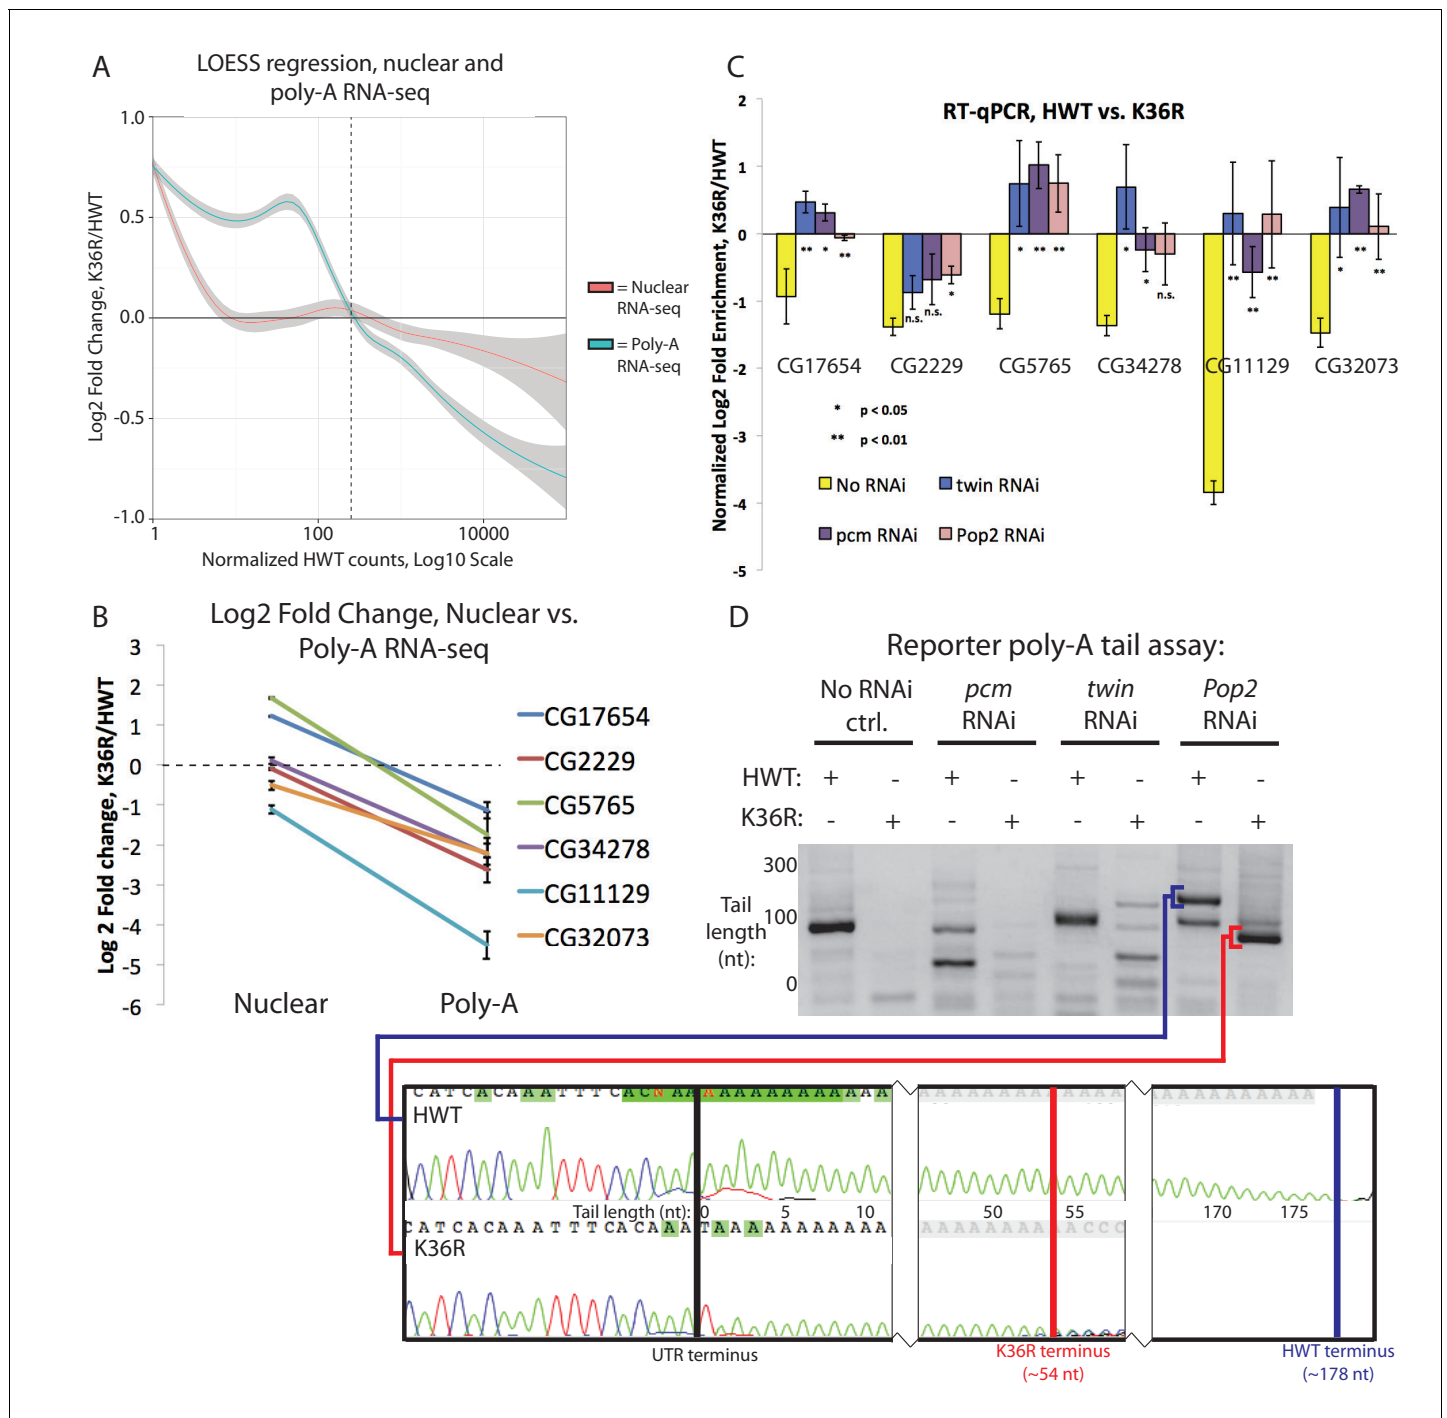 A
LOESS regression, nuclear and
poly-A RNA-seq
Log2 Fold Change, K36R/HWT
1.0
0.5
0.0
-0.5
-1.0
1
100
10000
Normalized HWT counts, Log10 Scale
= Nuclear
RNA-seq
= Poly-A
RNA-seq
C
RT-qPCR, HWT vs. K36R
Normalized Log2 Fold Enrichment, K36R/HWT
2
1
0
-1
-2
-3
-4
-5
** * **
n.s. n.s. *
* ** **
* * n.s.
** ** **
* ** **
CG17654 CG2229 CG5765 CG34278 CG11129 CG32073
* p < 0.05
** p < 0.01
No RNAi twin RNAi
pcm RNAi Pop2 RNAi
B
Log2 Fold Change, Nuclear vs.
Poly-A RNA-seq
Log 2 Fold change, K36R/HWT
3
2
1
0
-1
-2
-3
-4
-5
-6
CG17654
CG2229
CG5765
CG34278
CG11129
CG32073
Nuclear Poly-A
D
Reporter poly-A tail assay:
No RNAi
ctrl.
pcm
RNAi
twin
RNAi
Pop2
RNAi
HWT: + - + - + - + -
K36R: - + - + - + - +
Tail
length
(nt):
300
100
0
C A T C A C A A T T T C A C N A A A A A A A A A A A A A A
A A A A A A A A A A A A A
A A A A A A A A A A A
HWT
Tail length (nt): 0 5 10 50 55 170 175
C A T C A C A A A T T T C A C A A A T A A A A A A A A A A
A A A A A A A A A A C C C
K36R
UTR terminus
K36R terminus
(~54 nt)
HWT terminus
(~178 nt)